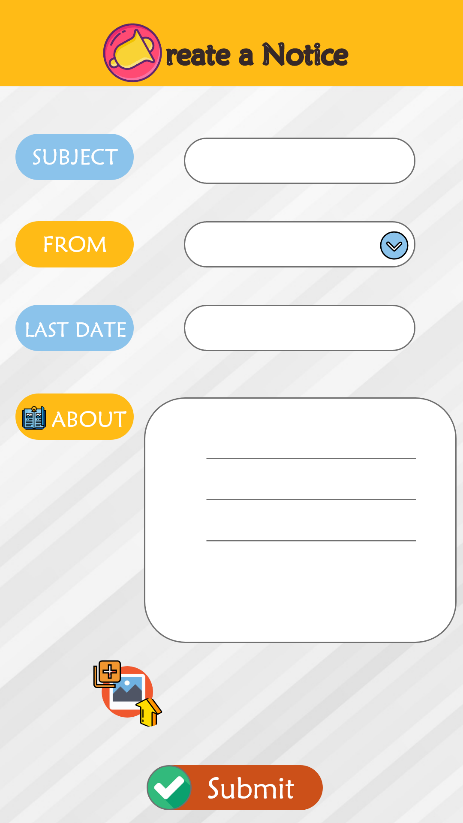 reate a Notice
SUBJECT
FROM
LAST DATE
ABOUT
Submit